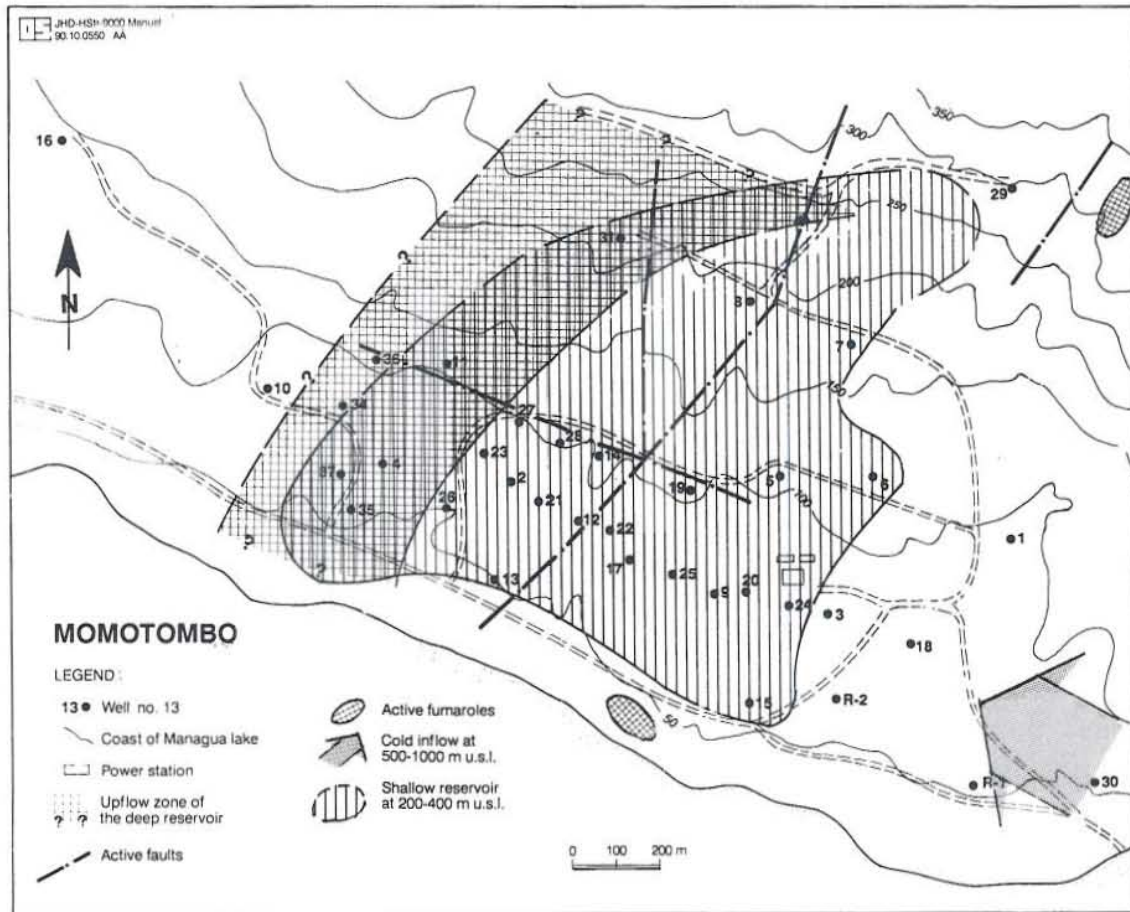 JHD-HSÞ-9000 Manuel
90.10.0550 AA
350
300
16
29
250
31
N
200
8
7
36
11
150
10
34
27
28
23
14
37
4
5
6
2
19
100
35
26
21
12
22
1
17
13
25
9
20
24
3
MOMOTOMBO
18
LEGEND:
13 Well no. 13
Coast of Managua lake
Power station
Upflow zone of
? ? the deep reservoir
Active faults
Active fumaroles
Cold inflow at
500-1000 m u.s.l.
Shallow reservoir
at 200-400 m u.s.l.
15
50
R-2
R-1
30
0 100 200 m